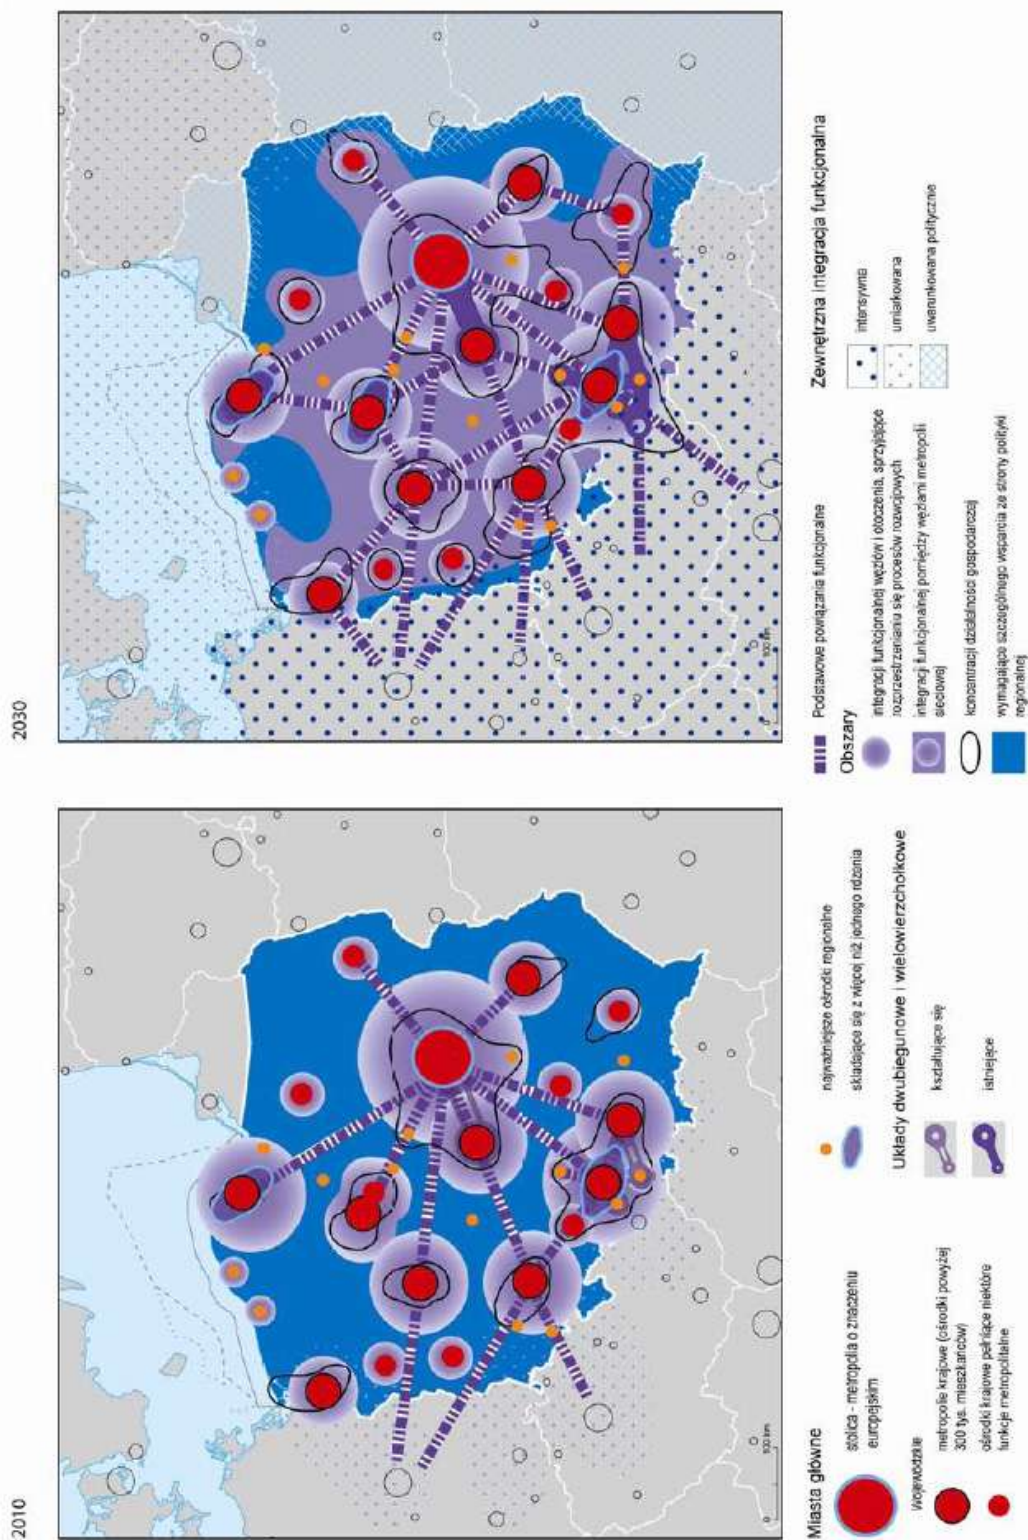 2010
2030
500 km
500 km
Miasta główne
stolica - metropolia o znaczeniu
europejskim
Wojewódzkie
metropolie krajowe (ośrodki powyżej
300 tys. mieszkańców)
ośrodki krajowe pełniące niektóre
funkcje metropolitalne
najważniejsze ośrodki regionalne
składające się z więcej niż jednego rdzenia
Układy dwubiegunowe i wielowierzchołkowe
kształtujące się
istniejące
Podstawowe powiązania funkcjonalne
Obszary
integracji funkcjonalnej węzłów i otoczenia, sprzyjające
rozprzestrzenianiu się procesów rozwojowych
integracji funkcjonalnej pomiędzy węzłami metropolii
sieciowej
koncentracji działalności gospodarczej
wymagające szczególnego wsparcia ze strony polityki
regionalnej
Zewnętrzna integracja funkcjonalna
intensywna
umiarkowana
uwarunkowana politycznie